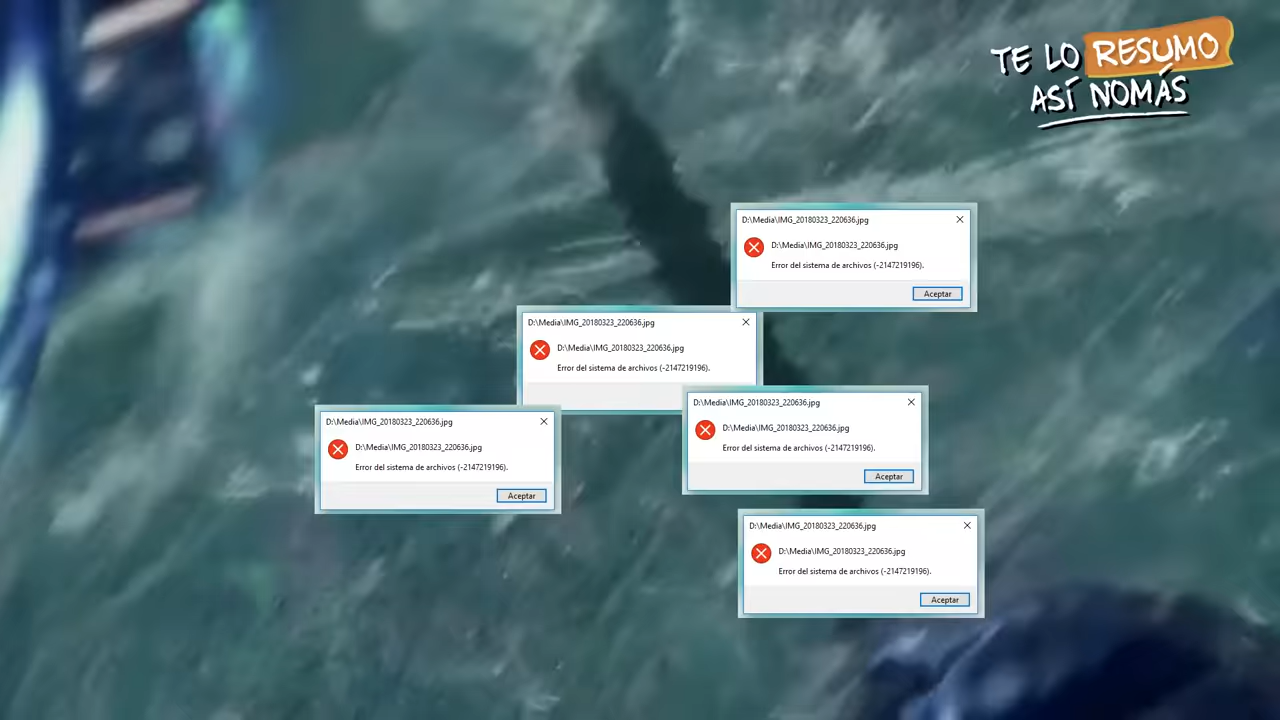 TE LO RESUMO
ASÍ NOMÁS
D:\Media\IMG_20180323_220636.jpg
D:\Media\IMG_20180323_220636.jpg
Error del sistema de archivos (-2147219196).
Aceptar
D:\Media\IMG_20180323_220636.jpg
D:\Media\IMG_20180323_220636.jpg
Error del sistema de archivos (-2147219196).
D:\Media\IMG_20180323_220636.jpg
D:\Media\IMG_20180323_220636.jpg
Error del sistema de archivos (-2147219196).
Aceptar
D:\Media\IMG_20180323_220636.jpg
D:\Media\IMG_20180323_220636.jpg
Error del sistema de archivos (-2147219196).
Aceptar
D:\Media\IMG_20180323_220636.jpg
D:\Media\IMG_20180323_220636.jpg
Error del sistema de archivos (-2147219196).
Aceptar